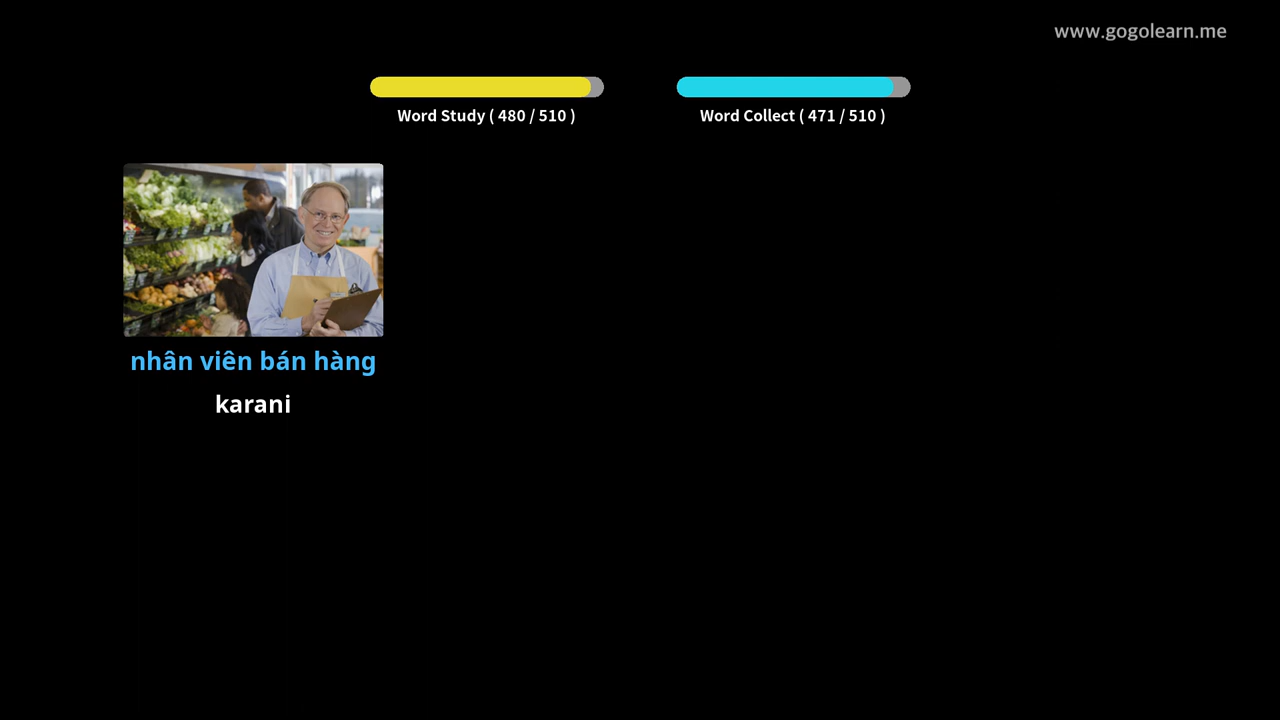 www.gogolearn.me
Word Study ( 480 / 510 )
Word Collect ( 471 / 510 )
nhân viên bán hàng
karani